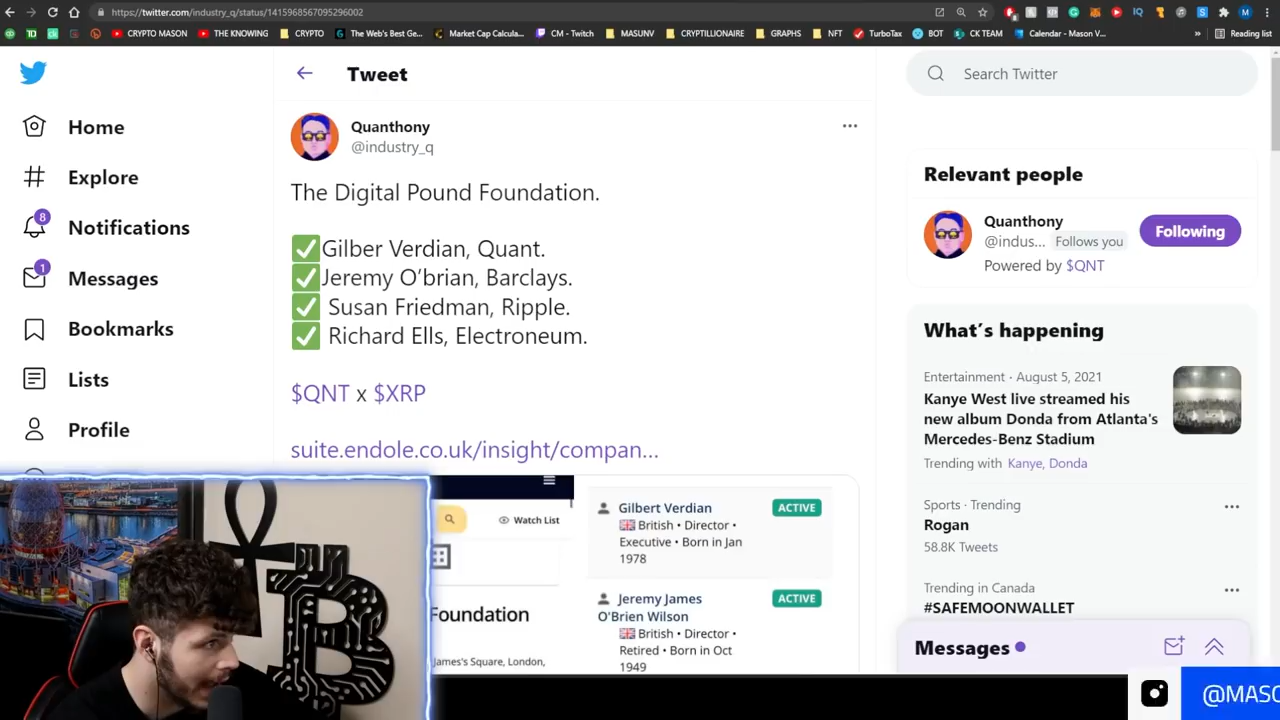 https://twitter.com/industry_q/status/1415968567095296002
CRYPTO MASON
THE KNOWING
CRYPTO
The Web's Best Ge...
Market Cap Calcula...
CM - Twitch
MASUNV
CRYPTILLIONAIRE
GRAPHS
NFT
TurboTax
BOT
CK TEAM
Calendar - Mason V...
»
Reading list
Tweet
Search Twitter
Home
Explore
8
Notifications
1
Messages
Bookmarks
Lists
Profile
Quanthony
@industry_q
The Digital Pound Foundation.
✅Gilber Verdian, Quant.
✅Jeremy O’brian, Barclays.
✅ Susan Friedman, Ripple.
✅ Richard Ells, Electroneum.
$QNT x $XRP
suite.endole.co.uk/insight/compan...
Watch List
Foundation
James's Square, London,
Gilbert Verdian
ACTIVE
British • Director •
Executive • Born in Jan
1978
Jeremy James
ACTIVE
O'Brien Wilson
British • Director •
Retired • Born in Oct
1949
Relevant people
Quanthony
@indus... Follows you
Following
Powered by $QNT
What’s happening
Entertainment · August 5, 2021
Kanye West live streamed his
new album Donda from Atlanta's
Mercedes-Benz Stadium
Trending with Kanye, Donda
Sports · Trending
Rogan
58.8K Tweets
Trending in Canada
#SAFEMOONWALLET
Messages
@MASO